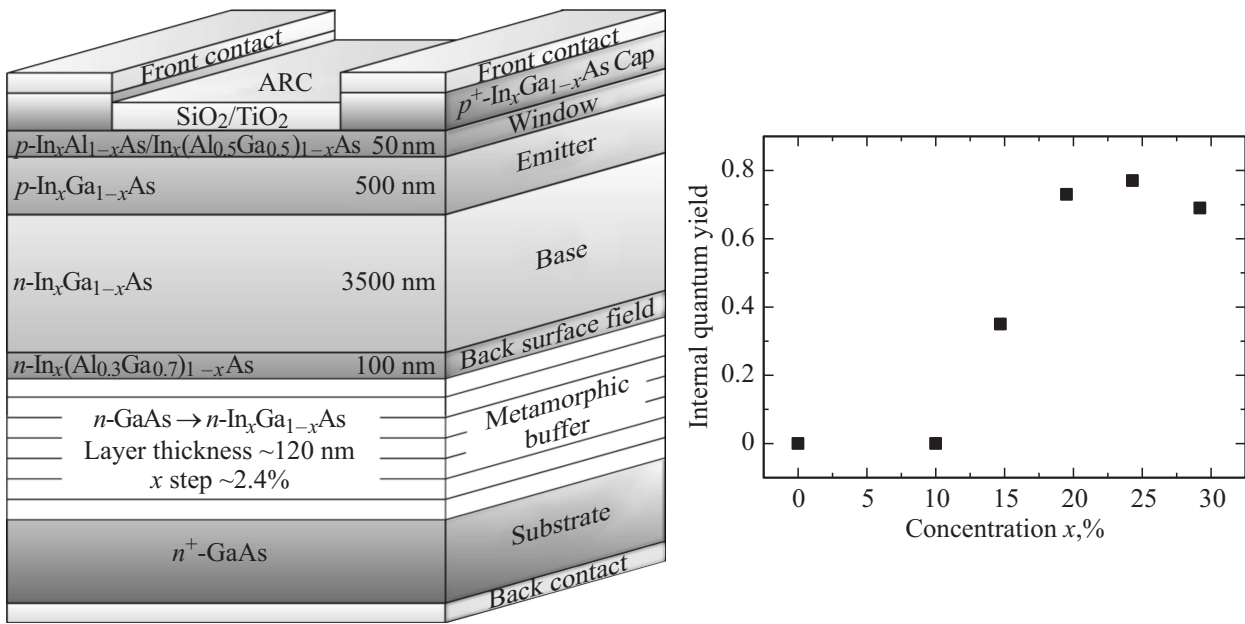 Front contact
ARC
SiO2/TiO2
p-InxAl1−xAs/Inx(Al0.5Ga0.5)1−xAs 50 nm
p-InxGa1−xAs 500 nm
n-InxGa1−xAs 3500 nm
n-Inx(Al0.3Ga0.7)1−xAs 100 nm
n-GaAs → n-InxGa1−xAs
Layer thickness ~120 nm
x step ~2.4%
n+-GaAs
Front contact
p+-InxGa1−xAs Cap
Window
Emitter
Base
Back surface field
Metamorphic
buffer
Substrate
Back contact
Internal quantum yield
0.8
0.6
0.4
0.2
0
0 5 10 15 20 25 30
Concentration x,%